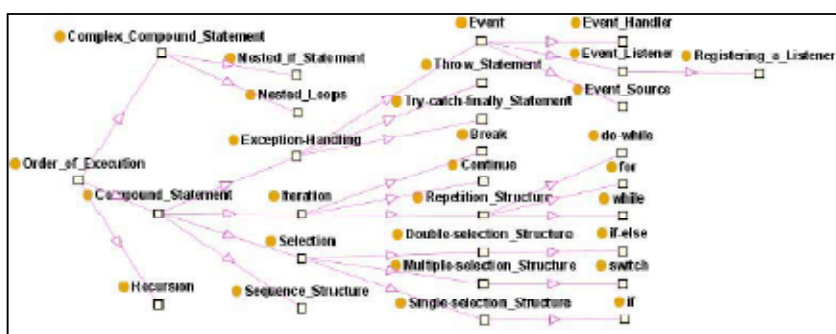 Event
Event_Handler
Complex_Compound_Statement
Event_Listener
Registering_a_Listener
Nested_if_Statement
Throw_Statement
Nested_Loops
Event_Source
Try-catch-finally_Statement
Exception-Handling
Break
do-while
Order_of_Execution
Continue
for
Compound_Statement
Iteration
Repetition_Structure
while
Double-selection_Structure
if-else
Selection
Multiple-selection_Structure
switch
Recursion
Sequence_Structure
Single-selection_Structure
if